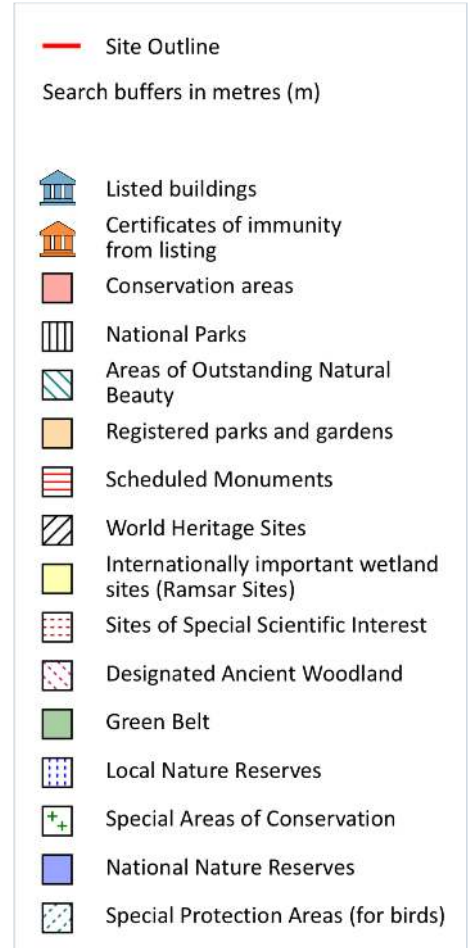 Site Outline
Search buffers in metres (m)
Listed buildings
Certificates of immunity
from listing
Conservation areas
National Parks
Areas of Outstanding Natural
Beauty
Registered parks and gardens
Scheduled Monuments
World Heritage Sites
Internationally important wetland
sites (Ramsar Sites)
Sites of Special Scientific Interest
Designated Ancient Woodland
Green Belt
Local Nature Reserves
Special Areas of Conservation
National Nature Reserves
Special Protection Areas (for birds)